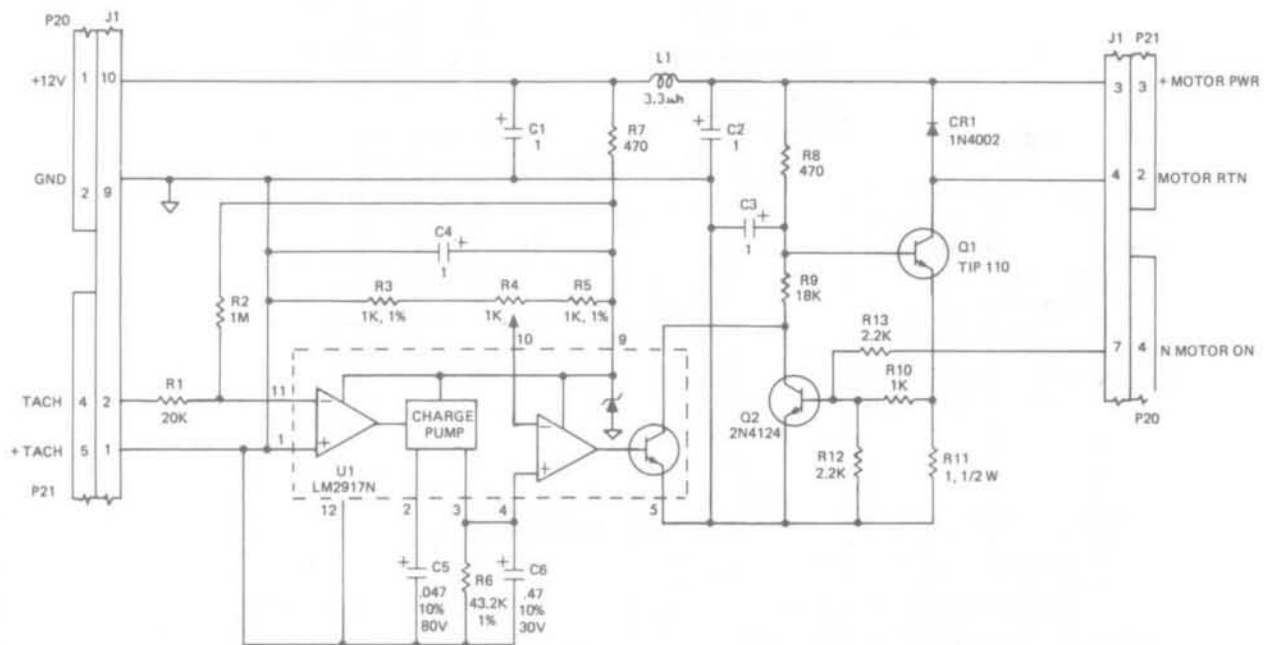 P20 J1
J1 P21
+12V 1 10
L1
3.3µh
3 3 + MOTOR PWR
C1
+
1
R7
470
C2
+
1
R8
470
CR1
1N4002
GND 2 9
4 2 MOTOR RTN
C4
+
1
C3
+
1
Q1
TIP 110
R2
1M
R3
1K, 1%
R4
1K
R5
1K, 1%
R9
18K
10
9
R13
2.2K
7 4 N MOTOR ON
R10
1K
TACH 4 2
R1
20K
11
−
CHARGE
PUMP
Q2
2N4124
P20
+ TACH 5 1
1
+
−
+
R12
2.2K
R11
1, 1/2 W
P21
U1
LM2917N
12
2
3
4
5
+
C5
.047
10%
80V
R6
43.2K
1%
+
C6
.47
10%
30V